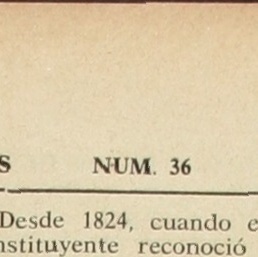 S NUM. 36
Desde 1824, cuando e
nstituyente reconoció